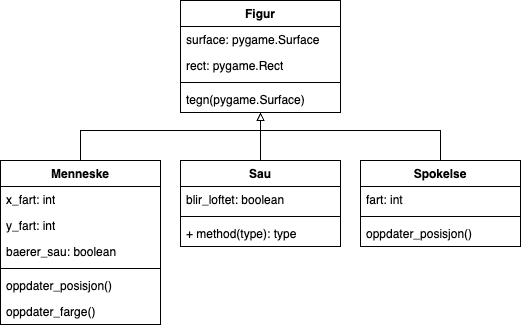 Figur
surface: pygame.Surface
rect: pygame.Rect
tegn(pygame.Surface)
Menneske
x_fart: int
y_fart: int
baerer_sau: boolean
oppdater_posisjon()
oppdater_farge()
Sau
blir_loftet: boolean
+ method(type): type
Spokelse
fart: int
oppdater_posisjon()